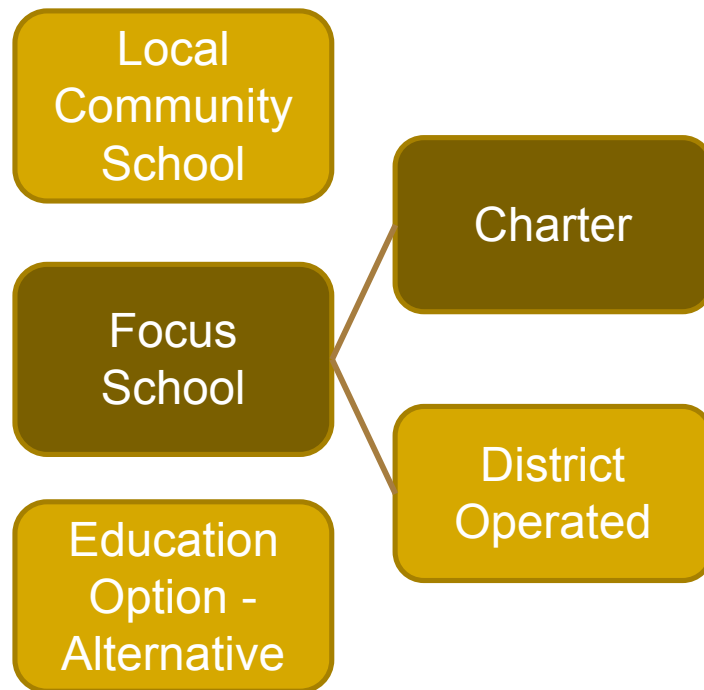 Local
Community
School
Focus
School
Education
Option -
Alternative
Charter
District
Operated